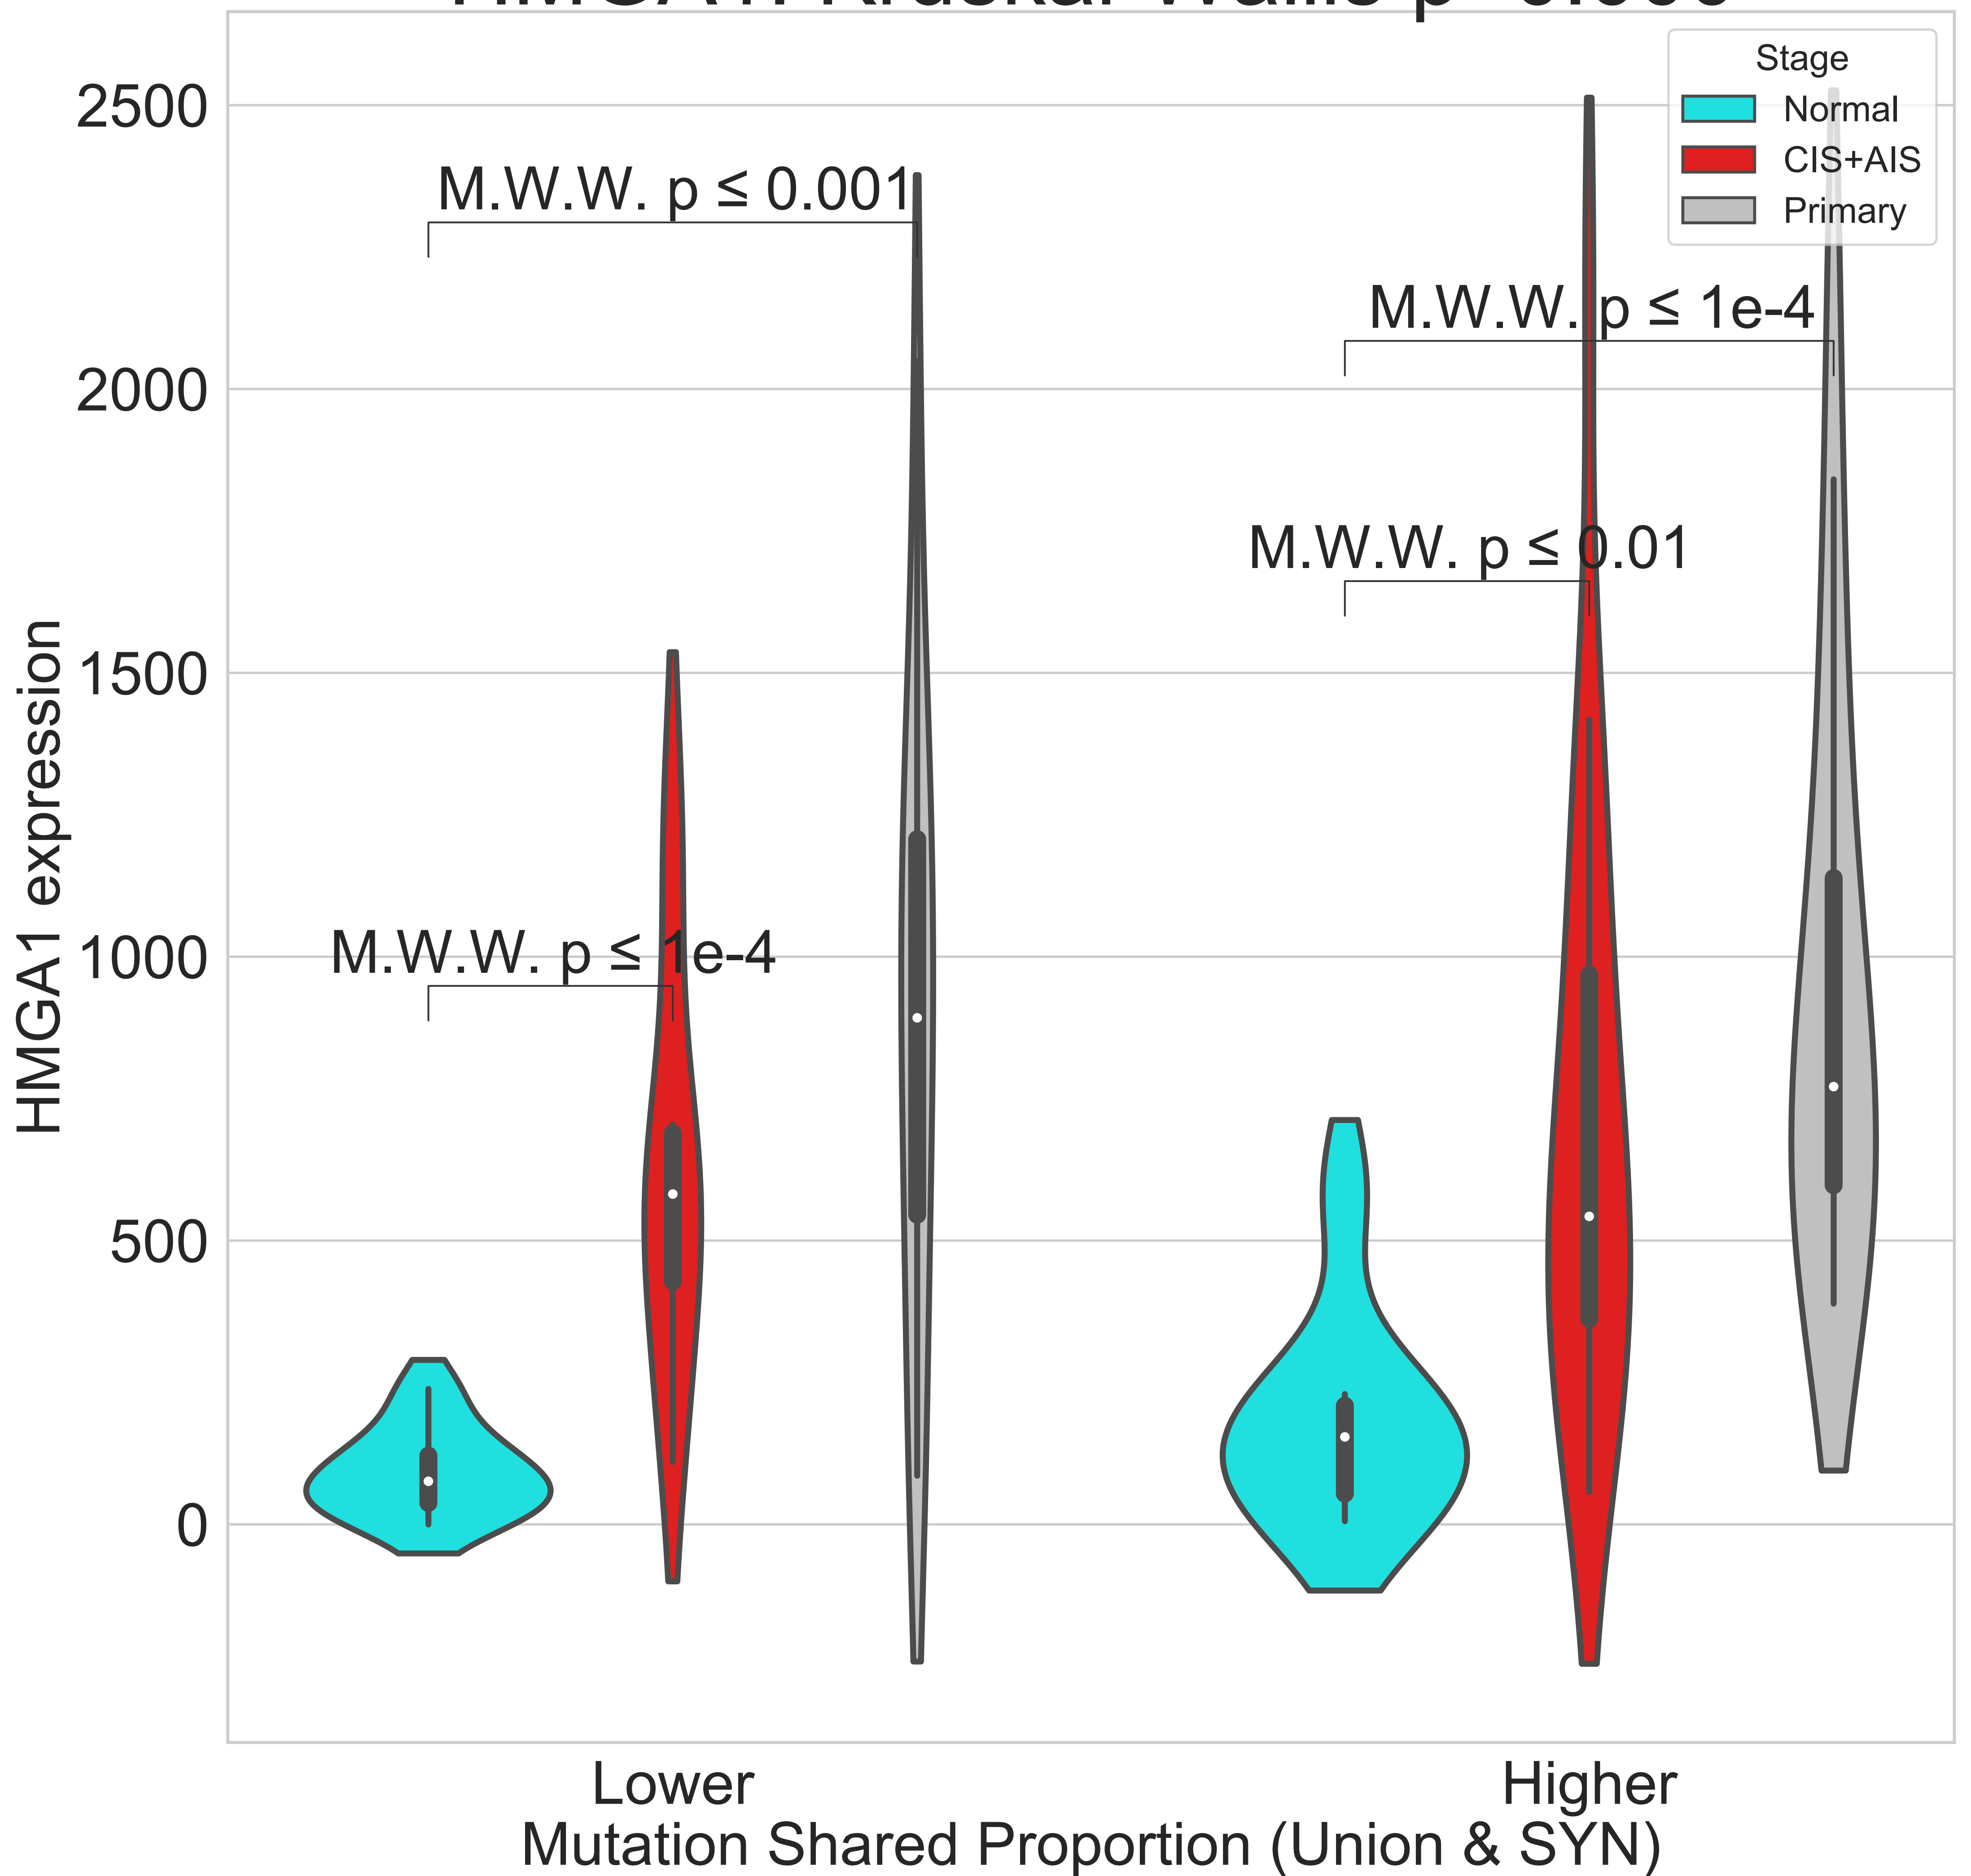 Stage
Normal
CIS+AIS
Primary
2500
2000
1500
1000
500
0
HMGA1 expression
M.W.W. p ≤ 0.001
M.W.W. p ≤ 1e-4
M.W.W. p ≤ 0.01
M.W.W. p ≤ 1e-4
Lower
Higher
Mutation Shared Proportion (Union & SYN)